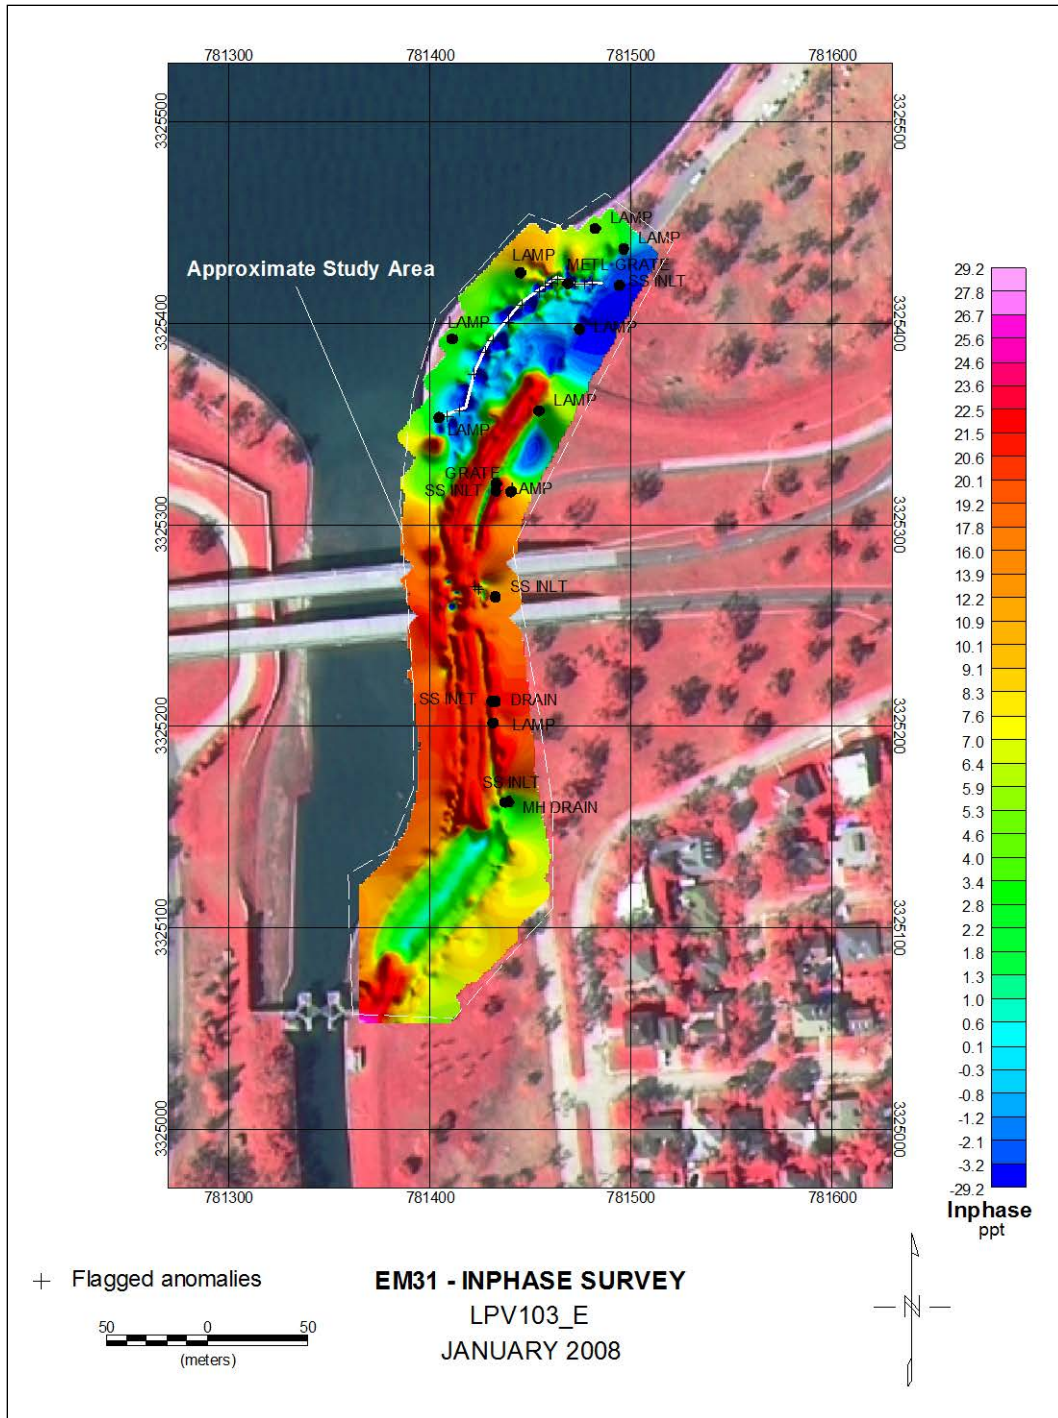 781300 781400 781500 781600
3325500 3325500
LAMP
LAMP
Approximate Study Area
LAMP
METL GRATE
SS INLT
29.2
27.8
26.7
25.6
24.6
23.6
22.5
21.5
20.6
20.1
19.2
17.8
16.0
13.9
12.2
10.9
10.1
9.1
8.3
7.6
7.0
6.4
5.9
5.3
4.6
4.0
3.4
2.8
2.2
1.8
1.3
1.0
0.6
0.1
-0.3
-0.8
-1.2
-2.1
-3.2
-29.2
Inphase
ppt
3325400 3325400
LAMP
LAMP
LAMP
LAMP
GRATE
SS INLT
LAMP
3325300 3325300
SS INLT
SS INLT
DRAIN
LAMP
3325200 3325200
SS INLT
MH DRAIN
3325100 3325100
3325000 3325000
781300 781400 781500 781600
Flagged anomalies
50 0 50
(meters)
EM31 - INPHASE SURVEY
LPV103_E
JANUARY 2008
N